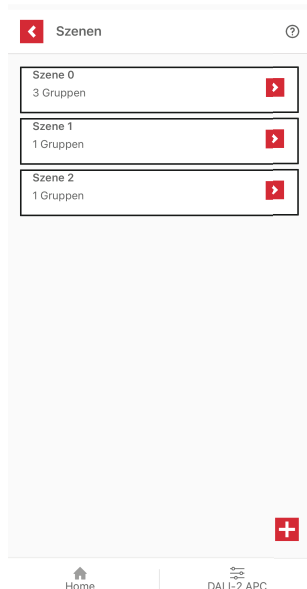 Szenen
Szene 0
3 Gruppen
Szene 1
1 Gruppen
Szene 2
1 Gruppen
Home
DALI-2 APC